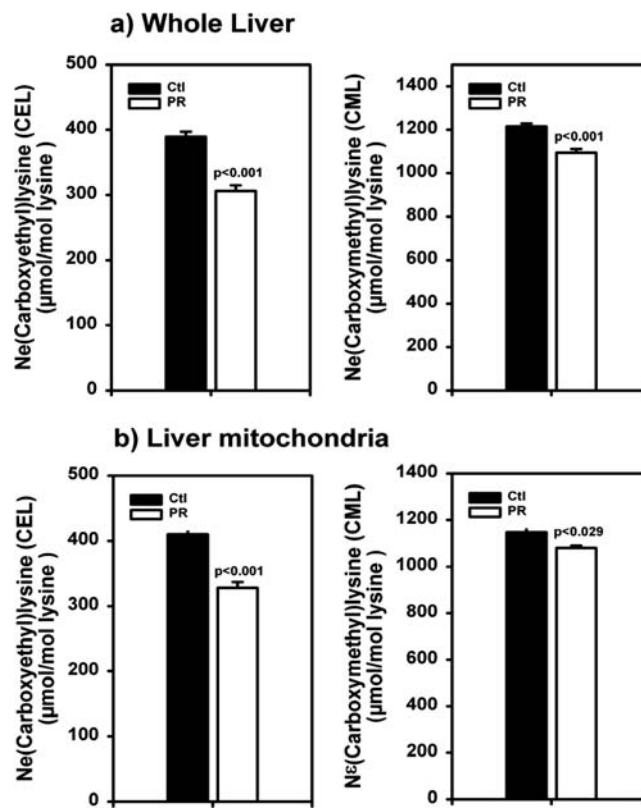 a) Whole Liver
Ne(Carboxyethyl)lysine (CEL)
(μmol/mol lysine )
500
400
300
200
100
0
Ctl
PR
p<0.001
Ne(Carboxymethyl)lysine (CML)
(μmol/mol lysine )
1400
1200
1000
800
600
400
200
0
Ctl
PR
p<0.001
b) Liver mitochondria
Ne(Carboxyethyl)lysine (CEL)
(μmol/mol lysine )
500
400
300
200
100
0
Ctl
PR
p<0.001
Nε(Carboxymethyl)lysine (CML)
(μmol/mol lysine )
1400
1200
1000
800
600
400
200
0
Ctl
PR
p<0.029